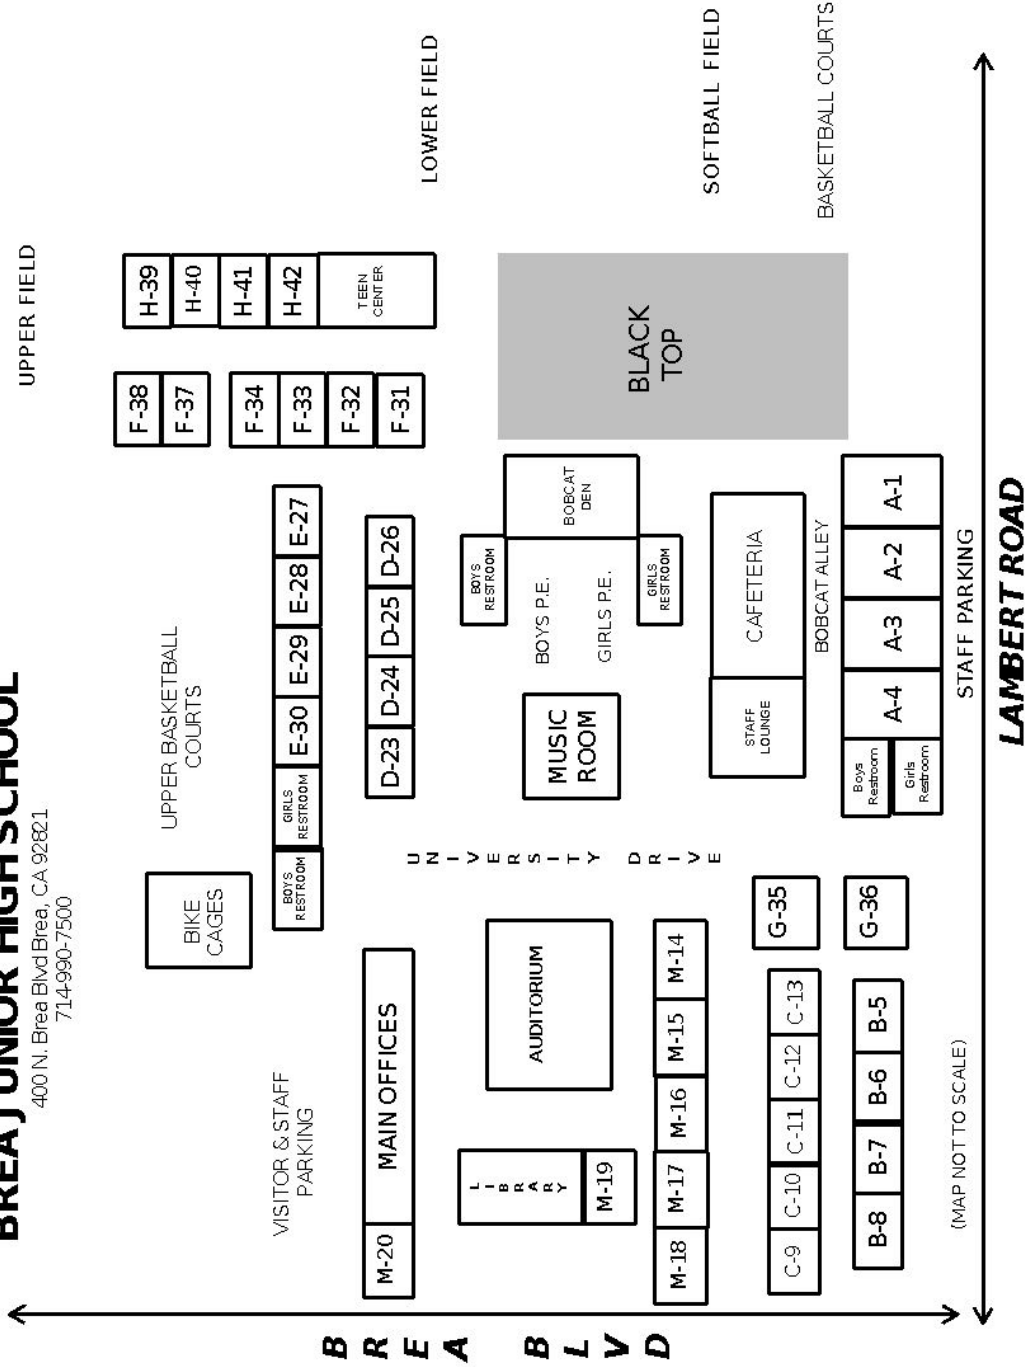 BREA JUNIOR HIGH SCHOOL
400 N. Brea Blvd Brea, CA 92821
714-990-7500
UPPER FIELD
VISITOR & STAFF
PARKING
BIKE
CAGES
UPPER BASKETBALL
COURTS
F-38
F-37
F-34
F-33
F-32
F-31
H-39
H-40
H-41
H-42
TEEN
CENTER
LOWER FIELD
BOYS
RESTROOM
GIRLS
RESTROOM
E-30
E-29
E-28
E-27
M-20
MAIN OFFICES
D-23
D-24
D-25
D-26
BREA BLVD
LIBRARY
M-19
AUDITORIUM
UNIVERSITY DRIVE
MUSIC
ROOM
BOYS P.E.
GIRLS P.E.
BOYS
RESTROOM
BOBCAT
DEN
GIRLS
RESTROOM
BLACK
TOP
SOFTBALL FIELD
BASKETBALL COURTS
M-18
M-17
M-16
M-15
M-14
STAFF
LOUNGE
CAFETERIA
C-9
C-10
C-11
C-12
C-13
G-35
BOBCAT ALLEY
B-8
B-7
B-6
B-5
G-36
Boys
Restroom
Girls
Restroom
A-4
A-3
A-2
A-1
(MAP NOT TO SCALE)
STAFF PARKING
LAMBERT ROAD